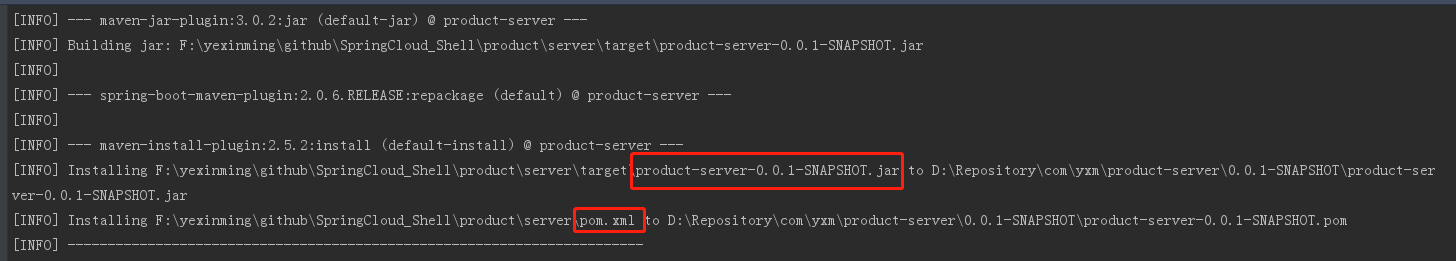 [INFO] --- maven-jar-plugin:3.0.2:jar (default-jar) @ product-server ---
[INFO] Building jar: F:\yexinming\github\SpringCloud_Shell\product\server\target\product-server-0.0.1-SNAPSHOT.jar
[INFO]
[INFO] --- spring-boot-maven-plugin:2.0.6.RELEASE:repackage (default) @ product-server ---
[INFO]
[INFO] --- maven-install-plugin:2.5.2:install (default-install) @ product-server ---
[INFO] Installing F:\yexinming\github\SpringCloud_Shell\product\server\target\product-server-0.0.1-SNAPSHOT.jar to D:\Repository\com\yxm\product-server\0.0.1-SNAPSHOT\product-ser
ver-0.0.1-SNAPSHOT.jar
[INFO] Installing F:\yexinming\github\SpringCloud_Shell\product\server\pom.xml to D:\Repository\com\yxm\product-server\0.0.1-SNAPSHOT\product-server-0.0.1-SNAPSHOT.pom
[INFO] ------------------------------------------------------------------------